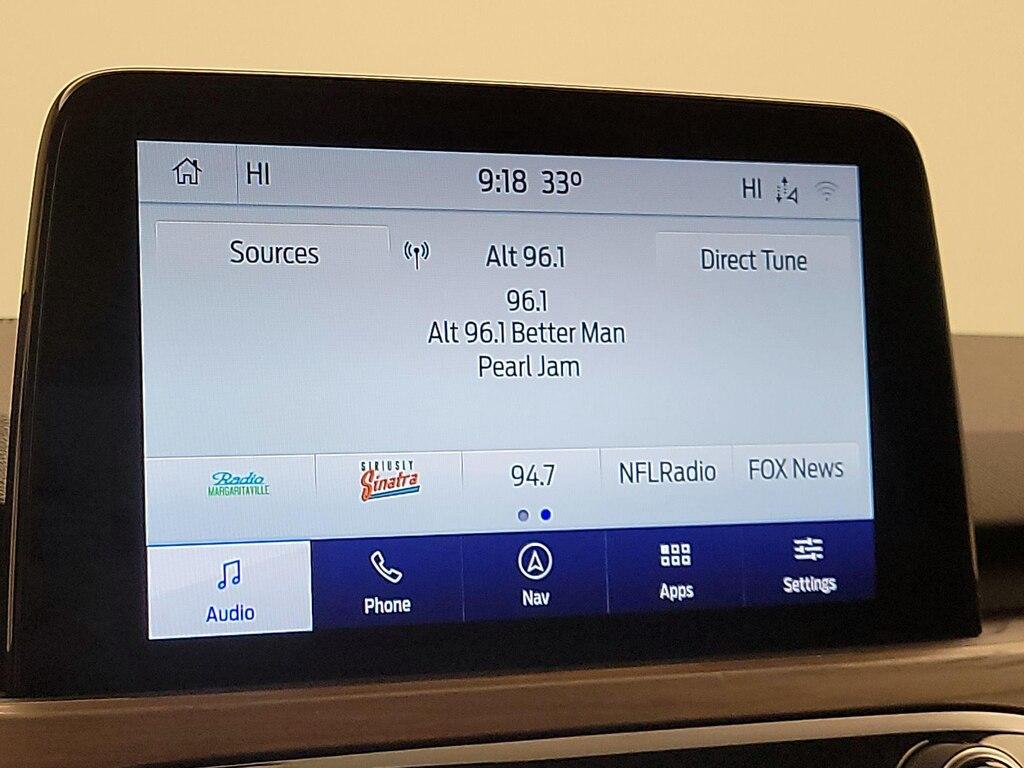 HI 9:18 33º HI
Sources Alt 96.1 Direct Tune
96.1
Alt 96.1 Better Man
Pearl Jam
Radio MARGARITAVILLE
SIRIUSLY Sinatra
94.7
NFLRadio
FOX News
Audio Phone Nav Apps Settings